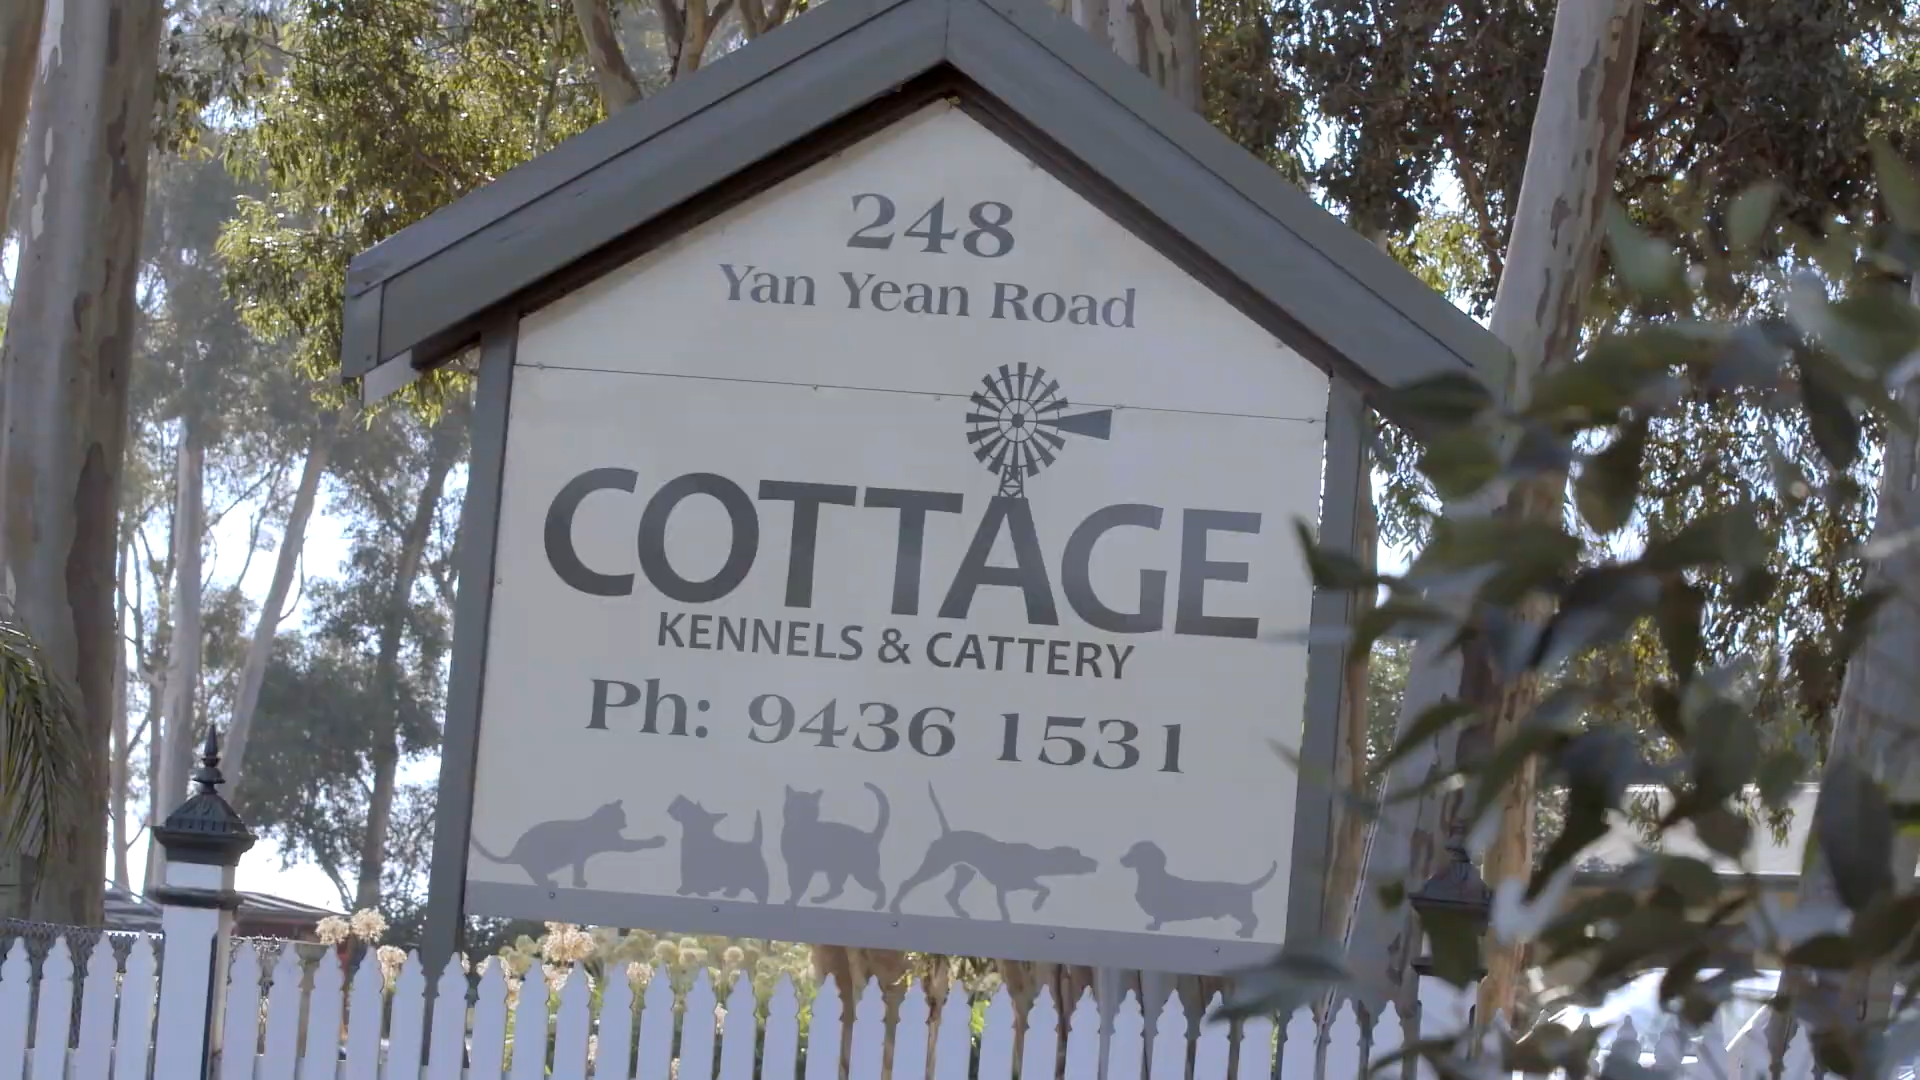 248
Yan Yean Road
COTTAGE
KENNELS & CATTERY
Ph: 9436 1531